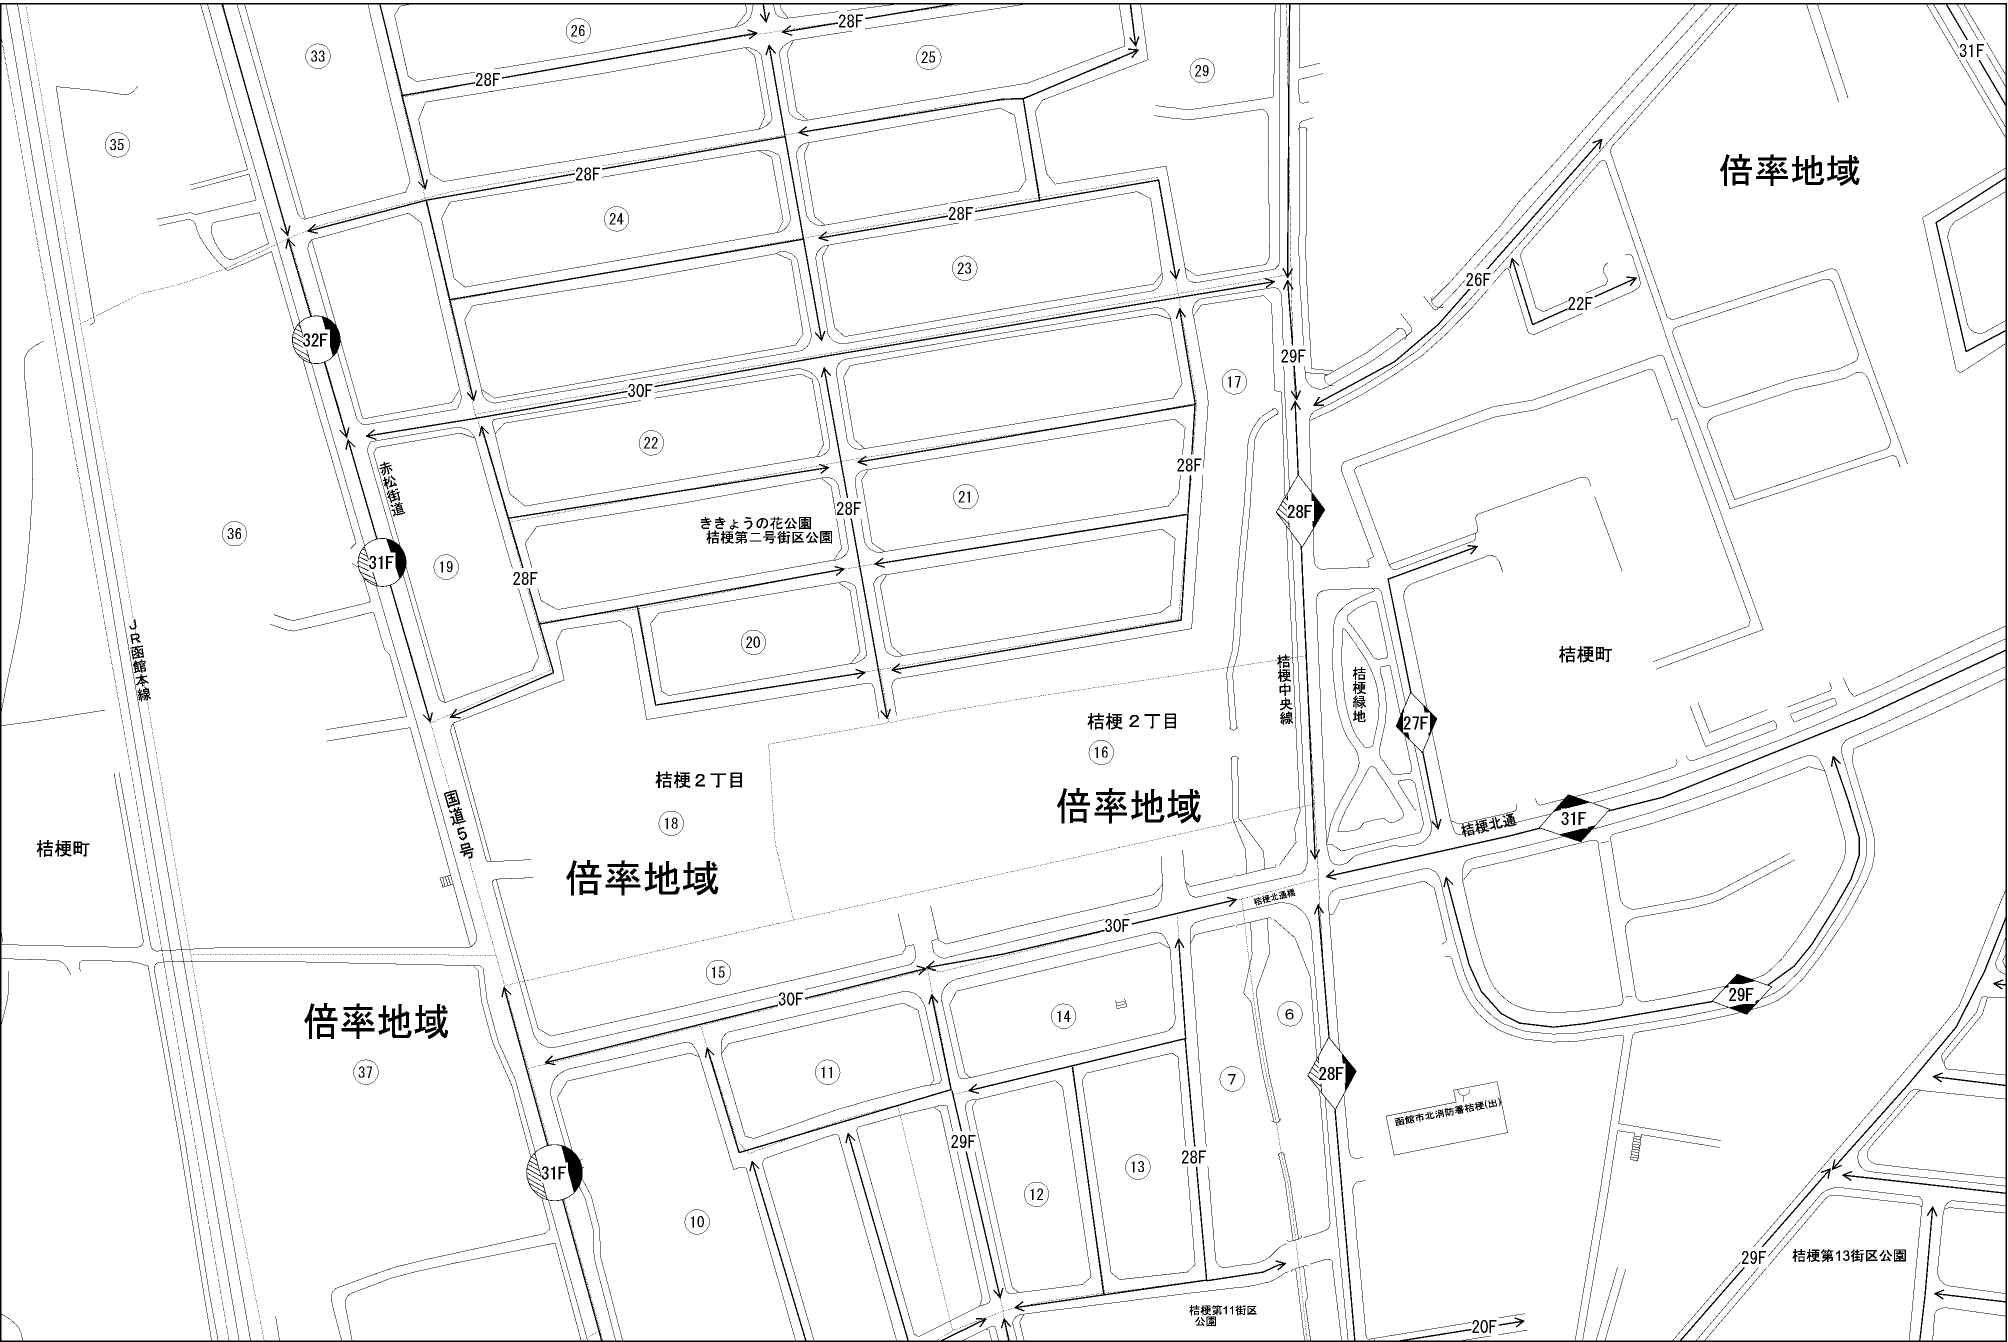 26
28F
33
25
28F
29
31F
35
倍率地域
28F
24
28F
23
26F
22F
32F
29F
30F
17
22
28F
赤松街道
21
28F
28F
36
ききょうの花公園
桔梗第二号街区公園
31F
19
28F
20
JR函館本線
桔梗中央線
桔梗緑地
桔梗町
27F
桔梗2丁目
16
桔梗2丁目
倍率地域
18
国道5号
31F
桔梗北通
桔梗町
倍率地域
桔梗北通橋
30F
15
30F
29F
倍率地域
14
6
37
11
7
28F
函館市北消防署桔梗(出)
29F
13
28F
31F
12
10
29F
桔梗第13街区公園
桔梗第11街区
公園
20F